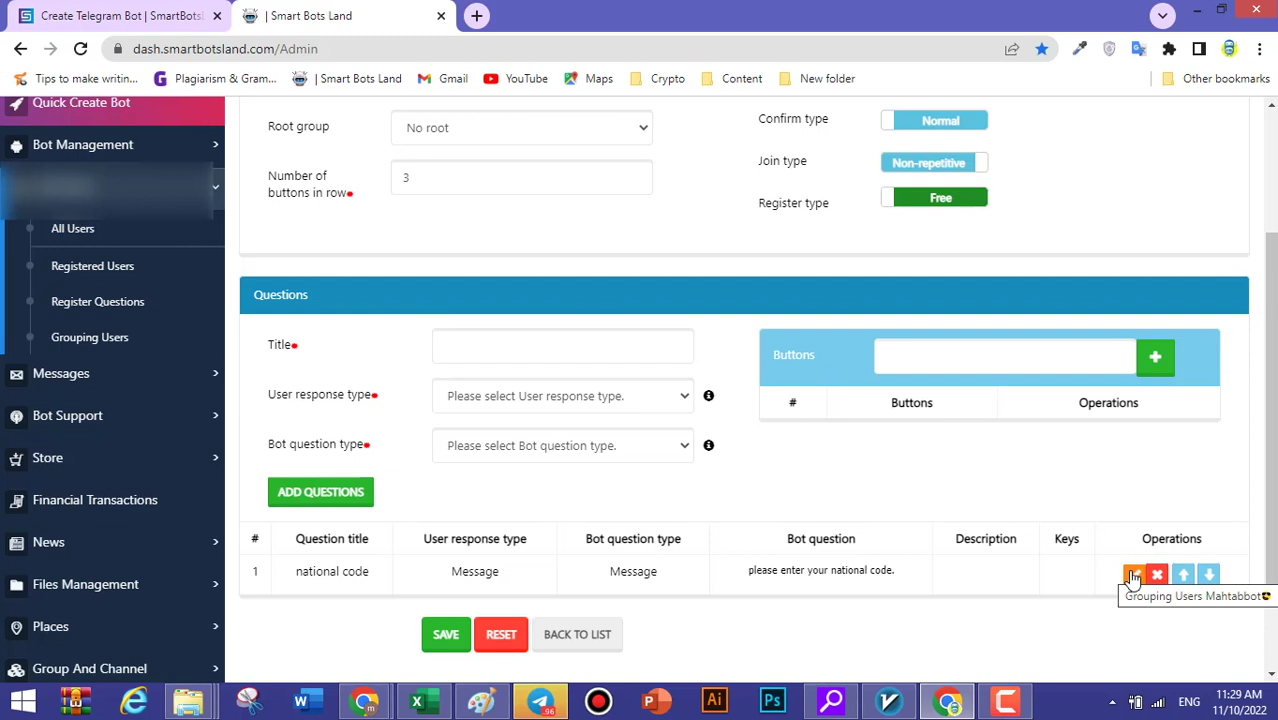 Create Telegram Bot | SmartBotsl
| Smart Bots Land
dash.smartbotsland.com/Admin
Tips to make writin...
Plagiarism & Gram...
| Smart Bots Land
Gmail
YouTube
Maps
Crypto
Content
New folder
Other bookmarks
Quick Create Bot
Bot Management
All Users
Registered Users
Register Questions
Grouping Users
Messages
Bot Support
Store
Financial Transactions
News
Files Management
Places
Group And Channel
Root group
No root
Number of
buttons in row
3
Confirm type
Normal
Join type
Non-repetitive
Register type
Free
Questions
Title
User response type
Please select User response type.
Bot question type
Please select Bot question type.
ADD QUESTIONS
Buttons
# Buttons Operations
# Question title User response type Bot question type Bot question Description Keys Operations
1 national code Message Message please enter your national code.
Grouping Users Mahtabbot😎
SAVE
RESET
BACK TO LIST
96
ENG
11:29 AM
11/10/2022